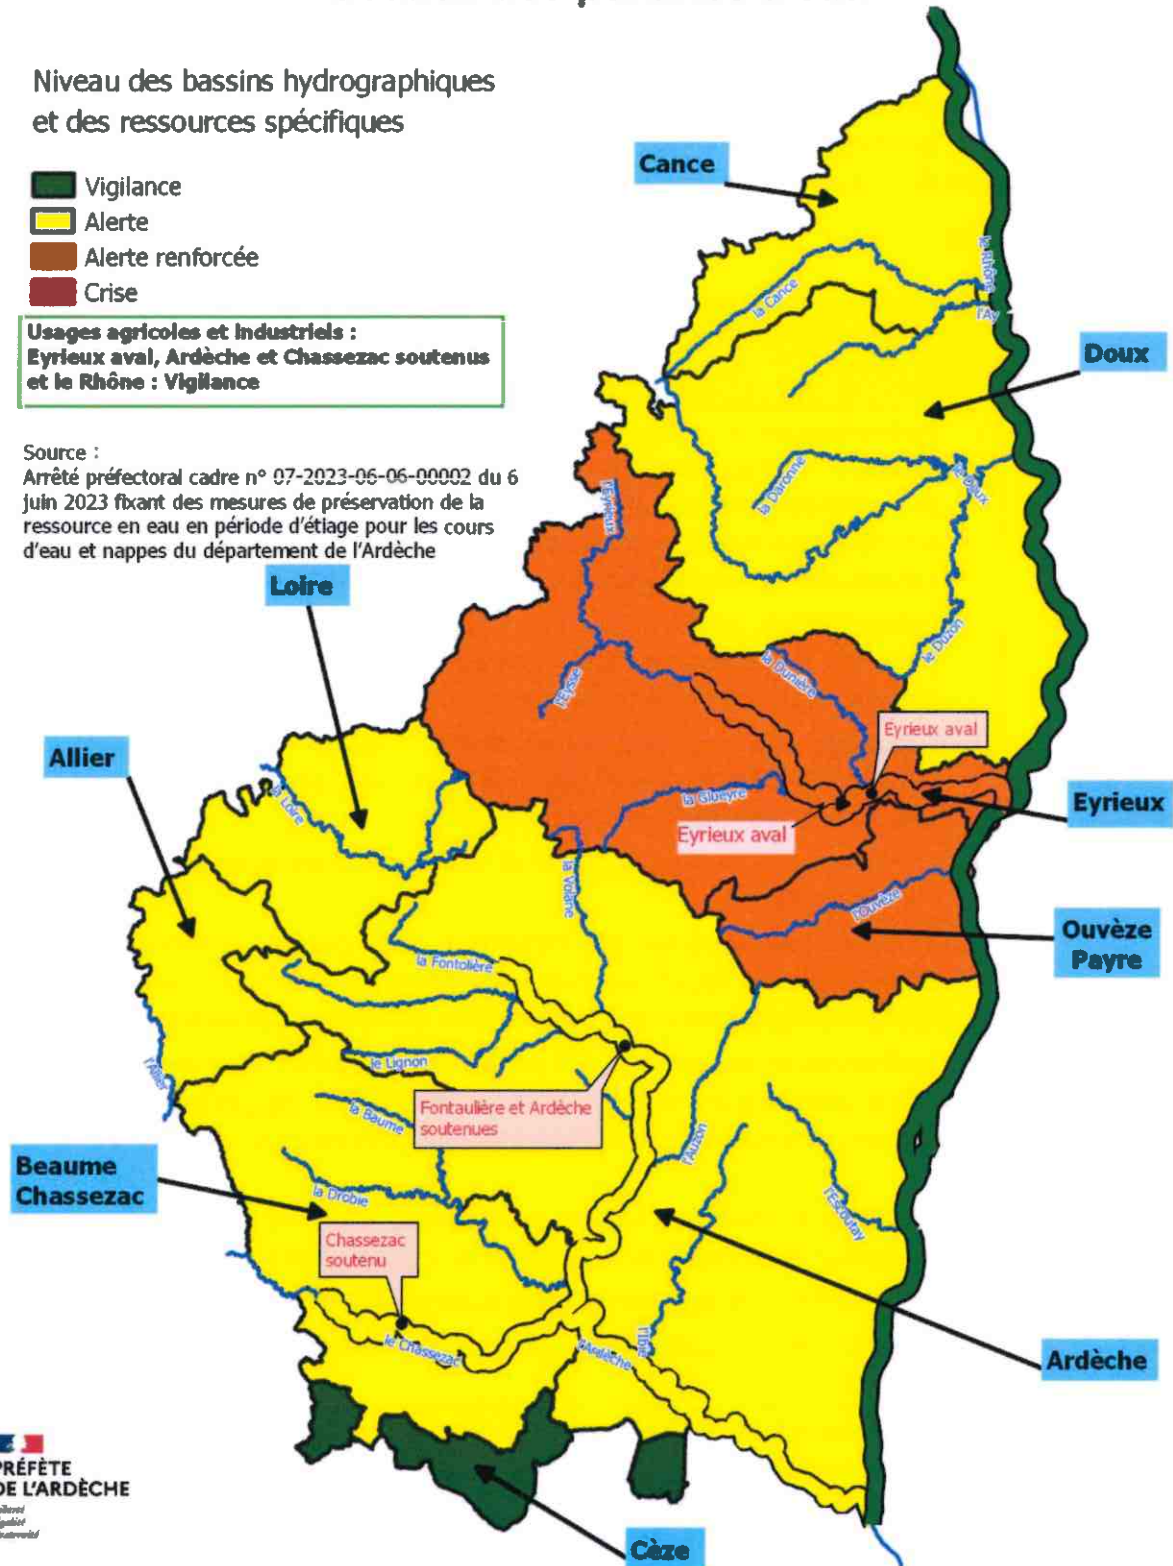 Niveau des bassins hydrographiques
et des ressources spécifiques
Vigilance
Alerte
Alerte renforcée
Crise
Usages agricoles et industriels :
Eyrieux aval, Ardèche et Chassezac soutenus
et le Rhône : Vigilance
Source :
Arrêté préfectoral cadre n° 07-2023-06-06-00002 du 6
juin 2023 fixant des mesures de préservation de la
ressource en eau en période d'étiage pour les cours
d'eau et nappes du département de l'Ardèche
Cance
le Rhône
la Cance
l'Ay
Doux
la Daronne
le Doux
l'Eyrieux
Loire
le Duzon
la Dunière
l'Eysse
Eyrieux aval
Allier
la Loire
la Glueyre
Eyrieux
Eyrieux aval
la Volane
l'Ouvèze
Ouvèze
Payre
la Fontolière
l'Allier
le Lignon
la Baume
Fontaulière et Ardèche
soutenues
l'Auzon
Beaume
Chassezac
la Drobie
l'Escoutay
Chassezac
soutenu
le Chassezac
l'Ardèche
l'Ibie
Ardèche
PRÉFÈTE
DE L'ARDÈCHE
Cèze